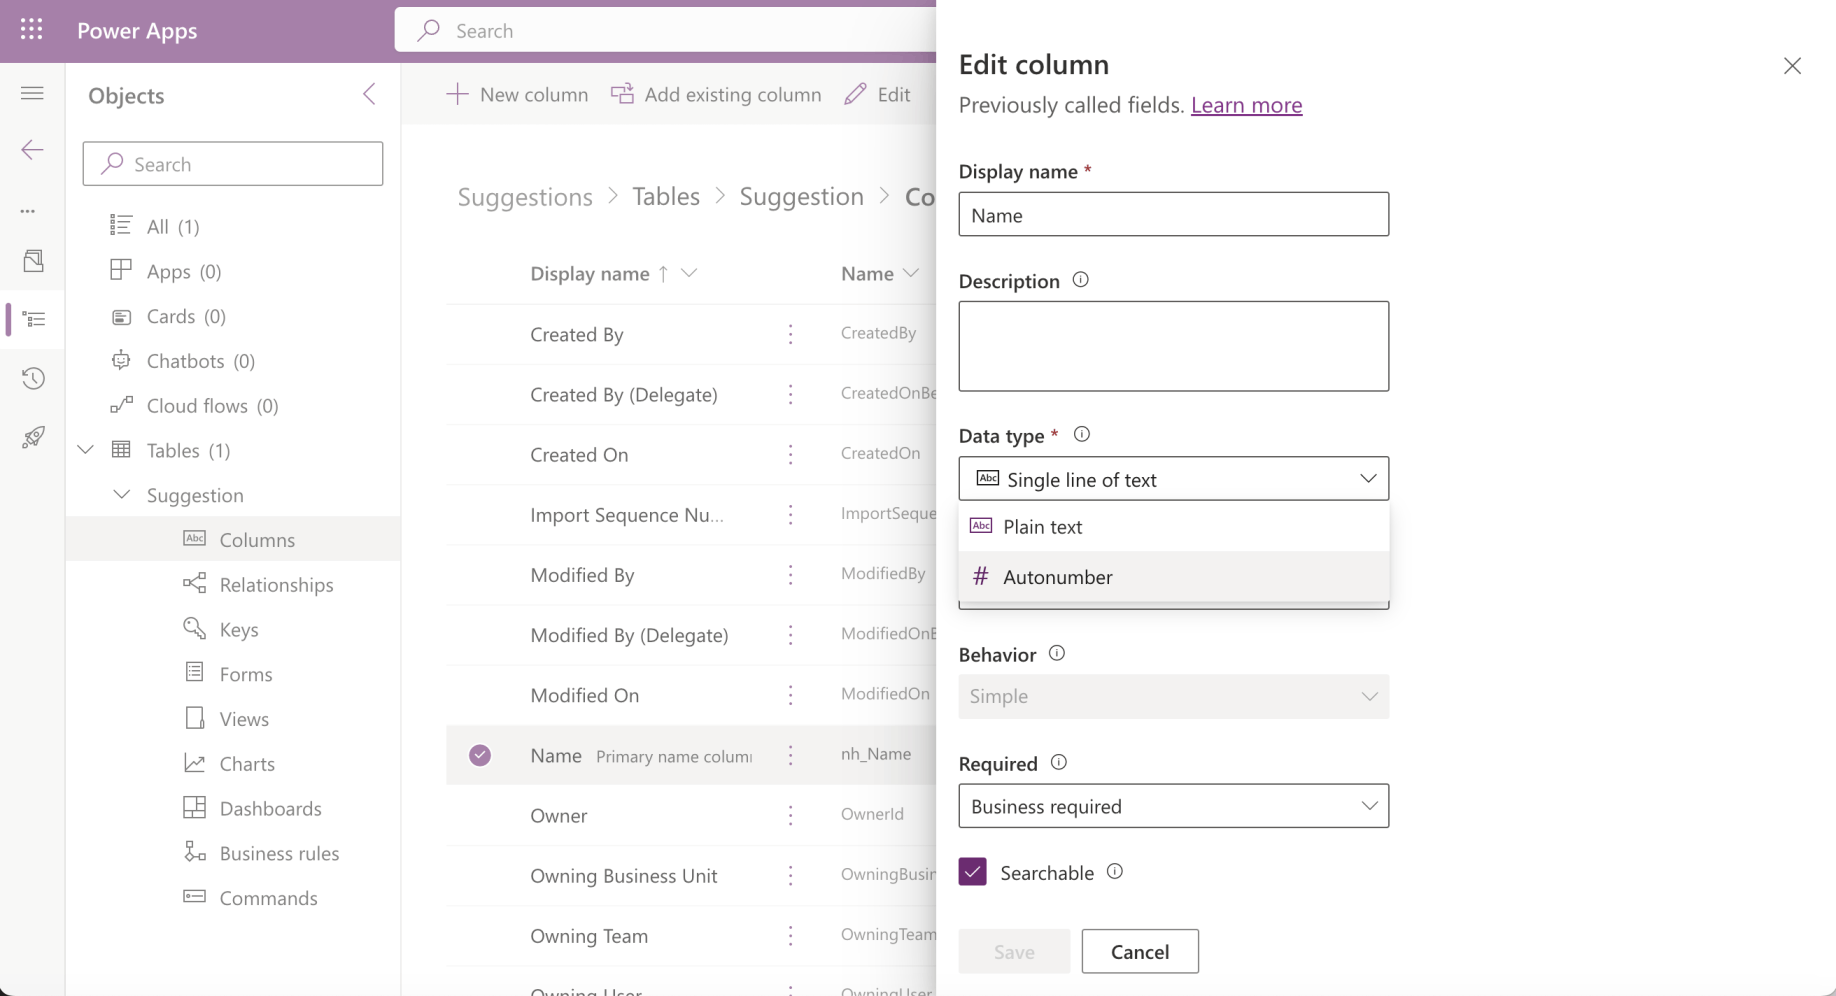 Power Apps
Search
Objects
Search
All (1)
Apps (0)
Cards (0)
Chatbots (0)
Cloud flows (0)
Tables (1)
Suggestion
Abc Columns
Relationships
Keys
Forms
Views
Charts
Dashboards
Business rules
Commands
New column Add existing column Edit
Suggestions > Tables > Suggestion > Co
Display name ↑ Name
Created By CreatedBy
Created By (Delegate) CreatedOnBe
Created On CreatedOn
Import Sequence Nu... ImportSeque
Modified By ModifiedBy
Modified By (Delegate) ModifiedOnB
Modified On ModifiedOn
Name Primary name colum nh_Name
Owner OwnerId
Owning Business Unit OwningBusin
Owning Team OwningTeam
Owning User OwningUser
Edit column
Previously called fields. Learn more
Display name *
Name
Description
Data type *
Abc Single line of text
Abc Plain text
# Autonumber
Behavior
Simple
Required
Business required
Searchable
Save Cancel